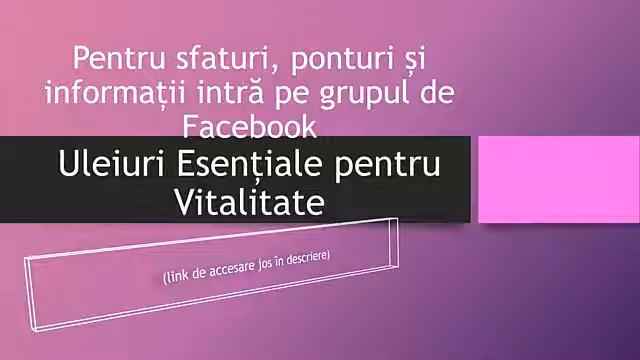 Pentru sfaturi, ponturi și
informații intră pe grupul de
Facebook
Uleiuri Esențiale pentru
Vitalitate
(link de accesare jos în descriere)